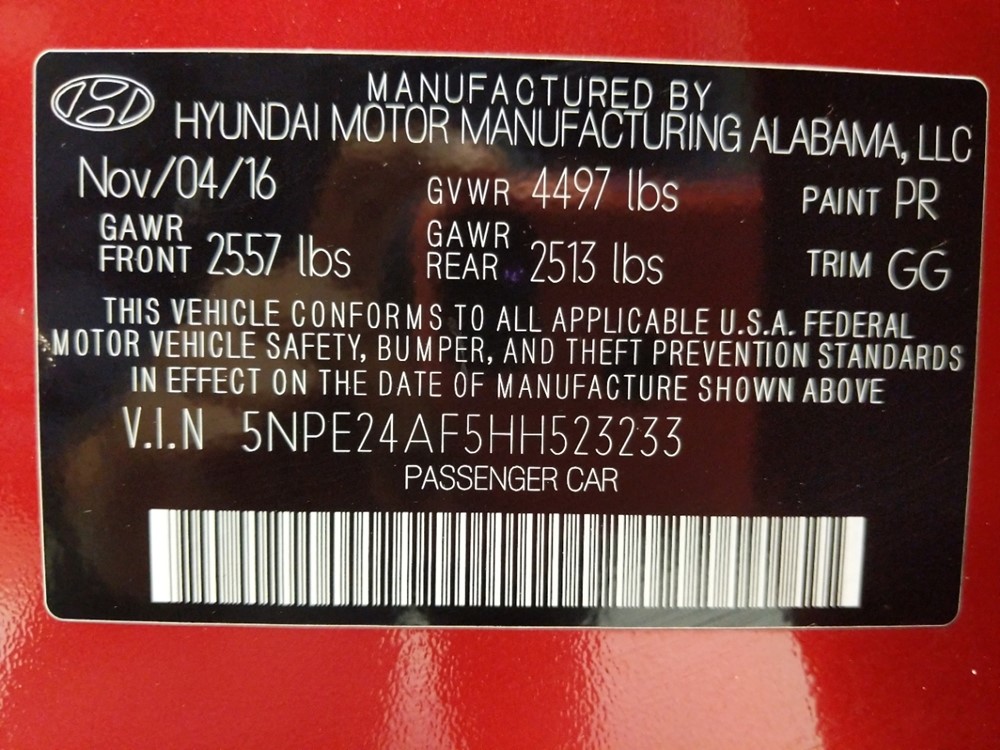 MANUFACTURED BY
HYUNDAI MOTOR MANUFACTURING ALABAMA, LLC
Nov/04/16 GVWR 4497 lbs PAINT PR
GAWR FRONT 2557 lbs GAWR REAR 2513 lbs TRIM GG
THIS VEHICLE CONFORMS TO ALL APPLICABLE U.S.A. FEDERAL
MOTOR VEHICLE SAFETY, BUMPER, AND THEFT PREVENTION STANDARDS
IN EFFECT ON THE DATE OF MANUFACTURE SHOWN ABOVE
V.I.N 5NPE24AF5HH523233
PASSENGER CAR